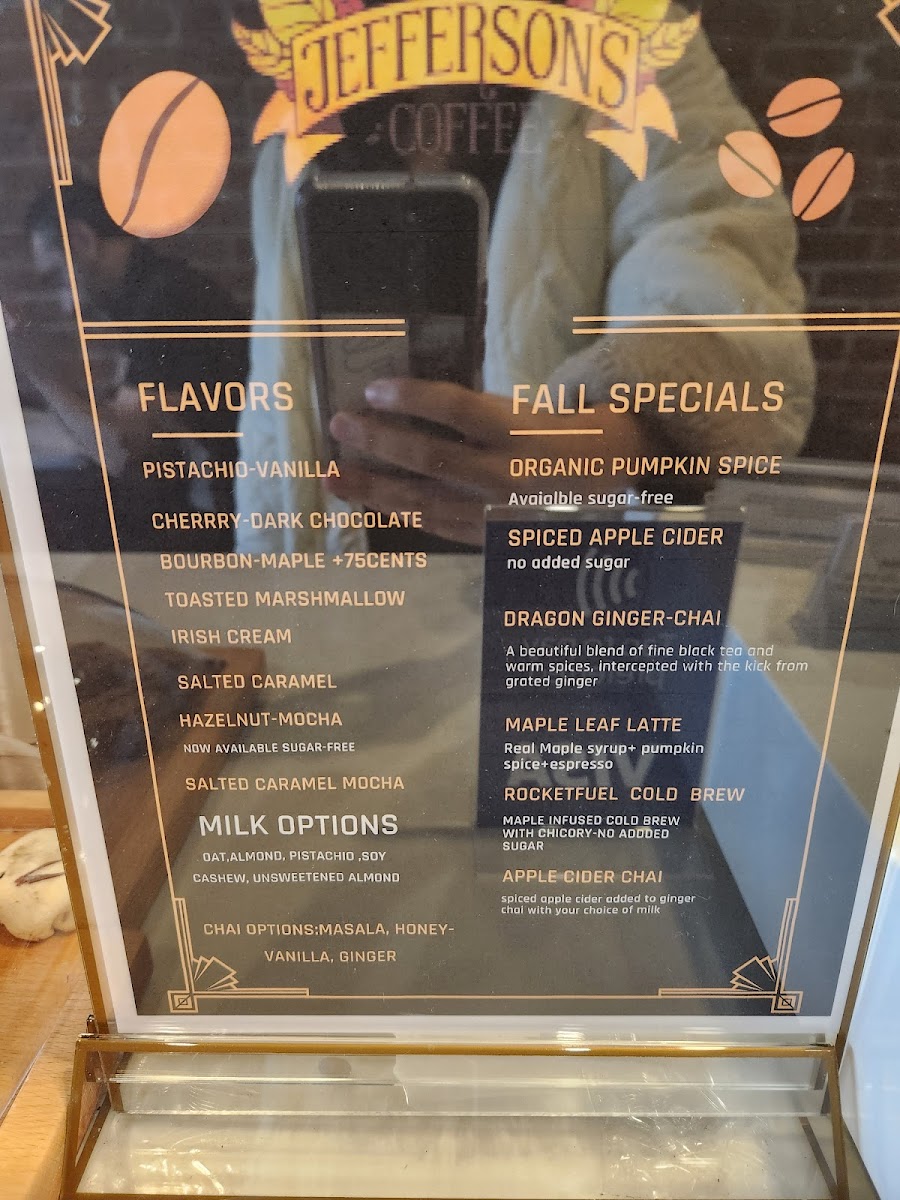 JEFFERSONS
COFFEE
FLAVORS
PISTACHIO-VANILLA
CHERRRY-DARK CHOCOLATE
BOURBON-MAPLE +75CENTS
TOASTED MARSHMALLOW
IRISH CREAM
SALTED CARAMEL
HAZELNUT-MOCHA
NOW AVAILABLE SUGAR-FREE
SALTED CARAMEL MOCHA
MILK OPTIONS
OAT,ALMOND, PISTACHIO ,SOY
CASHEW, UNSWEETENED ALMOND
CHAI OPTIONS:MASALA, HONEY-
VANILLA, GINGER
FALL SPECIALS
ORGANIC PUMPKIN SPICE
Avaialble sugar-free
SPICED APPLE CIDER
no added sugar
DRAGON GINGER-CHAI
A beautiful blend of fine black tea and
warm spices, intercepted with the kick from
grated ginger
MAPLE LEAF LATTE
Real Maple syrup+ pumpkin
spice+espresso
ROCKETFUEL COLD BREW
MAPLE INFUSED COLD BREW
WITH CHICORY-NO ADDDED
SUGAR
APPLE CIDER CHAI
spiced apple cider added to ginger
chai with your choice of milk